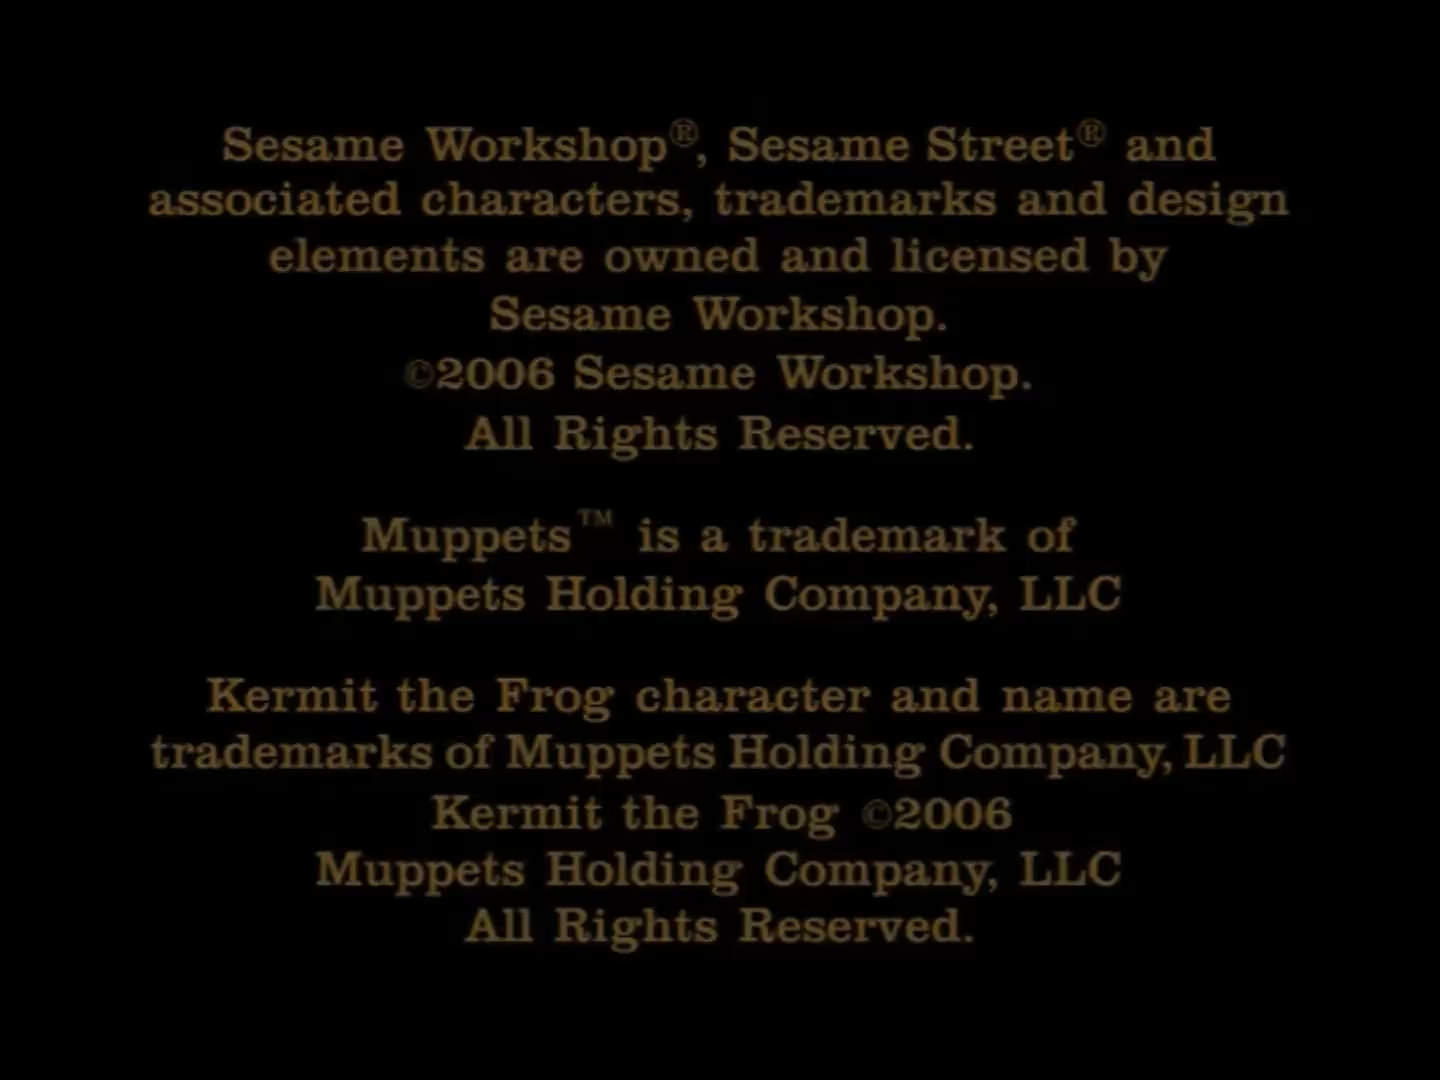 Sesame Workshop®, Sesame Street® and
associated characters, trademarks and design
elements are owned and licensed by
Sesame Workshop.
©2006 Sesame Workshop.
All Rights Reserved.
Muppets™ is a trademark of
Muppets Holding Company, LLC
Kermit the Frog character and name are
trademarks of Muppets Holding Company, LLC
Kermit the Frog ©2006
Muppets Holding Company, LLC
All Rights Reserved.